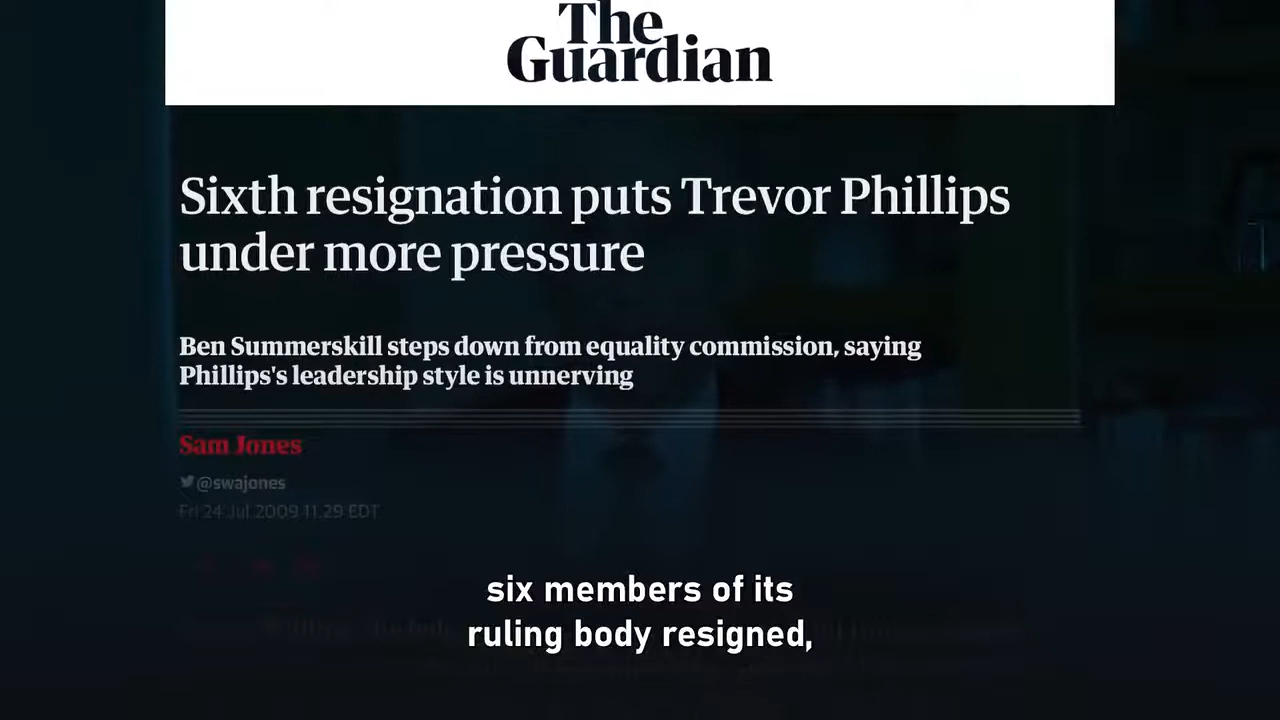 The
Guardian
Sixth resignation puts Trevor Phillips
under more pressure
Ben Summerskill steps down from equality commission, saying
Phillips's leadership style is unnerving
Sam Jones
@swajones
Fri 24 Jul 2009 11.29 EDT
six members of its
ruling body resigned,